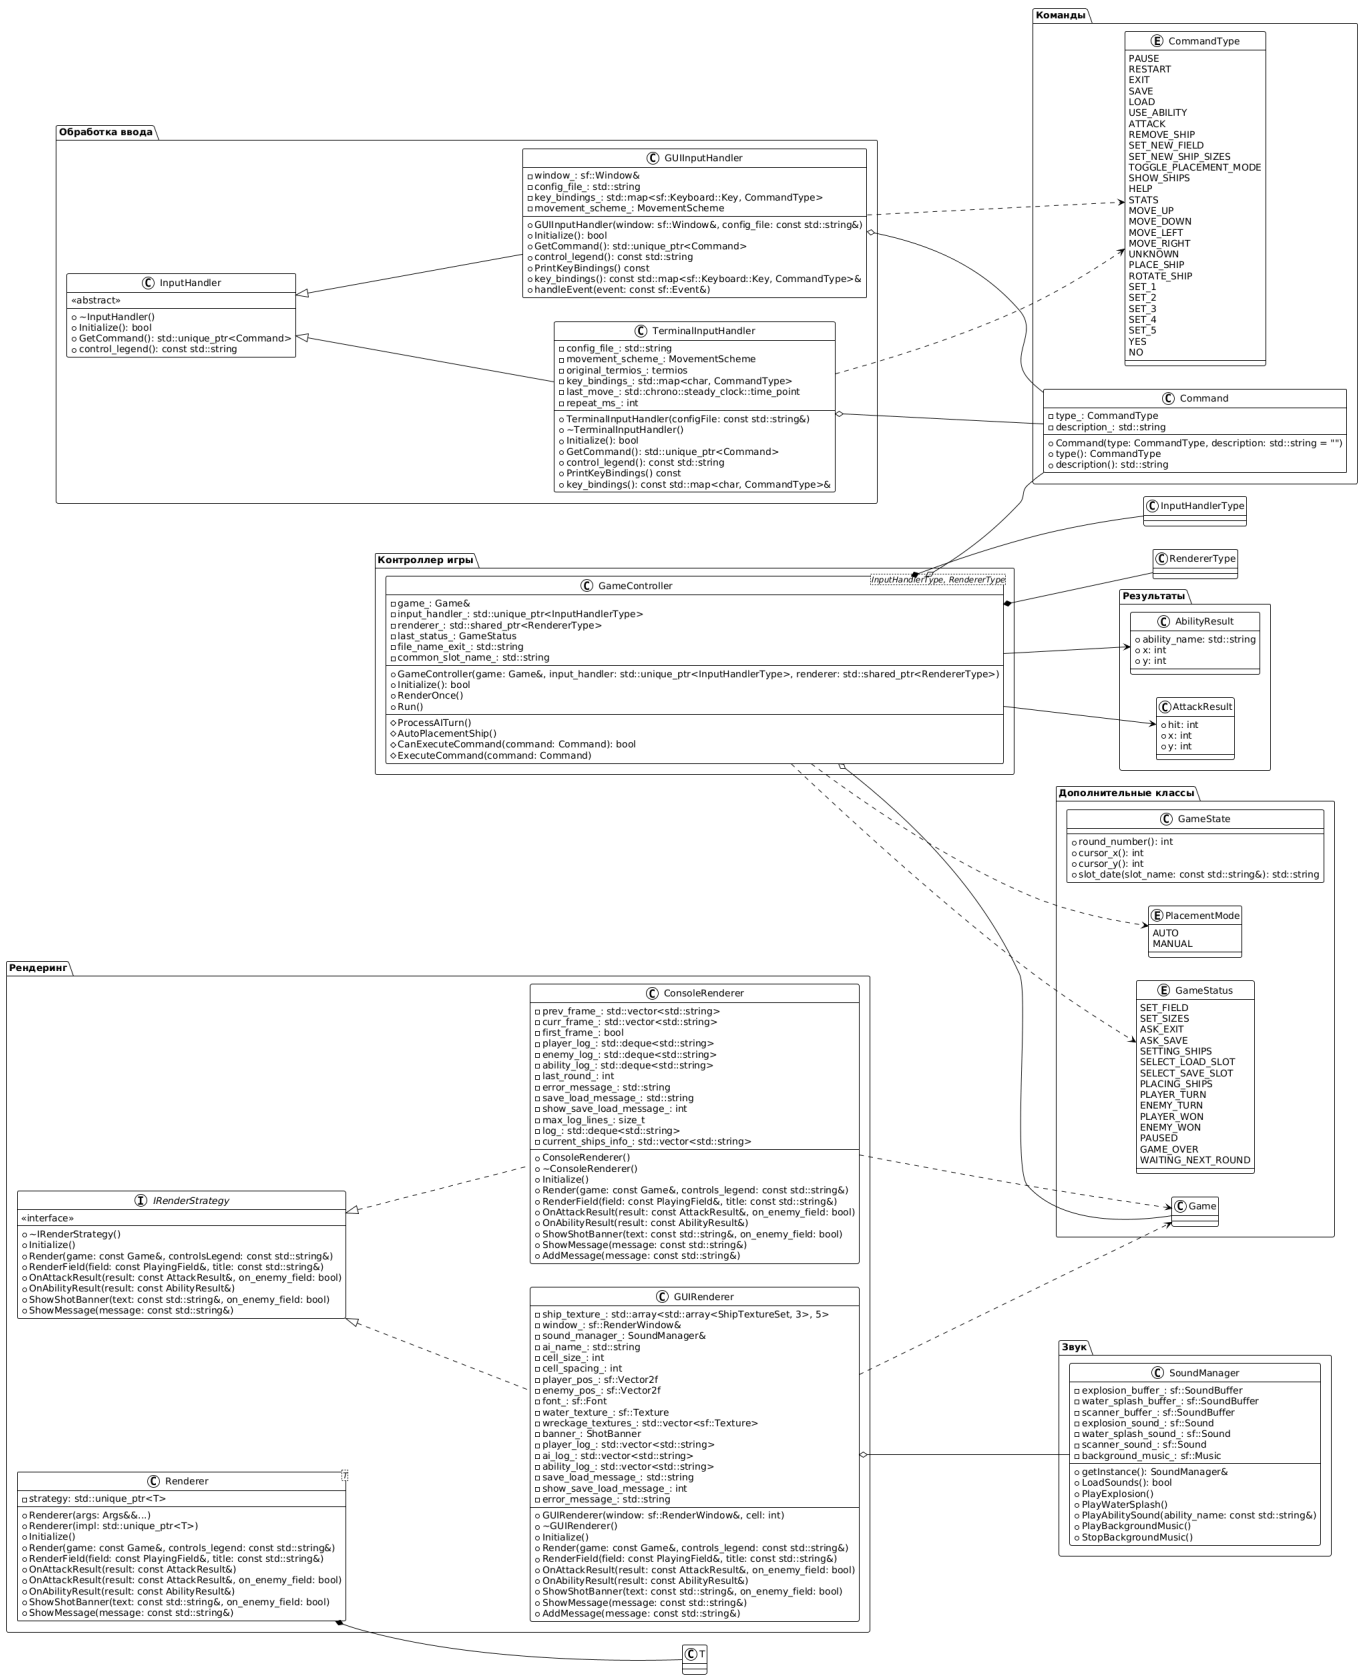 Команды
E CommandType
PAUSE
RESTART
EXIT
SAVE
LOAD
USE_ABILITY
ATTACK
REMOVE_SHIP
SET_NEW_FIELD
SET_NEW_SHIP_SIZES
TOGGLE_PLACEMENT_MODE
SHOW_SHIPS
HELP
STATS
MOVE_UP
MOVE_DOWN
MOVE_LEFT
MOVE_RIGHT
UNKNOWN
PLACE_SHIP
ROTATE_SHIP
SET_1
SET_2
SET_3
SET_4
SET_5
YES
NO
C Command
type_: CommandType
description_: std::string
Command(type: CommandType, description: std::string = "")
type(): CommandType
description(): std::string
Обработка ввода
C GUIInputHandler
window_: sf::Window&
config_file_: std::string
key_bindings_: std::map<sf::Keyboard::Key, CommandType>
movement_scheme_: MovementScheme
GUIInputHandler(window: sf::Window&, config_file: const std::string&)
Initialize(): bool
GetCommand(): std::unique_ptr<Command>
control_legend(): const std::string
PrintKeyBindings() const
key_bindings(): const std::map<sf::Keyboard::Key, CommandType>&
handleEvent(event: const sf::Event&)
C InputHandler
«abstract»
~InputHandler()
Initialize(): bool
GetCommand(): std::unique_ptr<Command>
control_legend(): const std::string
C TerminalInputHandler
config_file_: std::string
movement_scheme_: MovementScheme
original_termios_: termios
key_bindings_: std::map<char, CommandType>
last_move_: std::chrono::steady_clock::time_point
repeat_ms_: int
TerminalInputHandler(configFile: const std::string&)
~TerminalInputHandler()
Initialize(): bool
GetCommand(): std::unique_ptr<Command>
control_legend(): const std::string
PrintKeyBindings() const
key_bindings(): const std::map<char, CommandType>&
C InputHandlerType
C RendererType
Контроллер игры
C GameController
InputHandlerType, RendererType
game_: Game&
input_handler_: std::unique_ptr<InputHandlerType>
renderer_: std::shared_ptr<RendererType>
last_status_: GameStatus
file_name_exit_: std::string
common_slot_name_: std::string
GameController(game: Game&, input_handler: std::unique_ptr<InputHandlerType>, renderer: std::shared_ptr<RendererType>)
Initialize(): bool
RenderOnce()
Run()
ProcessAITurn()
AutoPlacementShip()
CanExecuteCommand(command: Command): bool
ExecuteCommand(command: Command)
Результаты
C AbilityResult
ability_name: std::string
x: int
y: int
C AttackResult
hit: int
x: int
y: int
Дополнительные классы
C GameState
round_number(): int
cursor_x(): int
cursor_y(): int
slot_date(slot_name: const std::string&): std::string
E PlacementMode
AUTO
MANUAL
E GameStatus
SET_FIELD
SET_SIZES
ASK_EXIT
ASK_SAVE
SETTING_SHIPS
SELECT_LOAD_SLOT
SELECT_SAVE_SLOT
PLACING_SHIPS
PLAYER_TURN
ENEMY_TURN
PLAYER_WON
ENEMY_WON
PAUSED
GAME_OVER
WAITING_NEXT_ROUND
C Game
Рендеринг
C ConsoleRenderer
prev_frame_: std::vector<std::string>
curr_frame_: std::vector<std::string>
first_frame_: bool
player_log_: std::deque<std::string>
enemy_log_: std::deque<std::string>
ability_log_: std::deque<std::string>
last_round_: int
error_message_: std::string
save_load_message_: std::string
show_save_load_message_: int
max_log_lines_: size_t
log_: std::deque<std::string>
current_ships_info_: std::vector<std::string>
ConsoleRenderer()
~ConsoleRenderer()
Initialize()
Render(game: const Game&, controls_legend: const std::string&)
RenderField(field: const PlayingField&, title: const std::string&)
OnAttackResult(result: const AttackResult&, on_enemy_field: bool)
OnAbilityResult(result: const AbilityResult&)
ShowShotBanner(text: const std::string&, on_enemy_field: bool)
ShowMessage(message: const std::string&)
AddMessage(message: const std::string&)
I IRenderStrategy
«interface»
~IRenderStrategy()
Initialize()
Render(game: const Game&, controlsLegend: const std::string&)
RenderField(field: const PlayingField&, title: const std::string&)
OnAttackResult(result: const AttackResult&, on_enemy_field: bool)
OnAbilityResult(result: const AbilityResult&)
ShowShotBanner(text: const std::string&, on_enemy_field: bool)
ShowMessage(message: const std::string&)
C GUIRenderer
ship_texture_: std::array<std::array<ShipTextureSet, 3>, 5>
window_: sf::RenderWindow&
sound_manager_: SoundManager&
ai_name_: std::string
cell_size_: int
cell_spacing_: int
player_pos_: sf::Vector2f
enemy_pos_: sf::Vector2f
font_: sf::Font
water_texture_: sf::Texture
wreckage_textures_: std::vector<sf::Texture>
banner_: ShotBanner
player_log_: std::vector<std::string>
ai_log_: std::vector<std::string>
ability_log_: std::vector<std::string>
save_load_message_: std::string
show_save_load_message_: int
error_message_: std::string
GUIRenderer(window: sf::RenderWindow&, cell: int)
~GUIRenderer()
Initialize()
Render(game: const Game&, controls_legend: const std::string&)
RenderField(field: const PlayingField&, title: const std::string&)
OnAttackResult(result: const AttackResult&, on_enemy_field: bool)
OnAbilityResult(result: const AbilityResult&)
ShowShotBanner(text: const std::string&, on_enemy_field: bool)
ShowMessage(message: const std::string&)
AddMessage(message: const std::string&)
C Renderer
T
strategy: std::unique_ptr<T>
Renderer(args: Args&&...)
Renderer(impl: std::unique_ptr<T>)
Initialize()
Render(game: const Game&, controls_legend: const std::string&)
RenderField(field: const PlayingField&, title: const std::string&)
OnAttackResult(result: const AttackResult&)
OnAttackResult(result: const AttackResult&, on_enemy_field: bool)
OnAbilityResult(result: const AbilityResult&)
ShowShotBanner(text: const std::string&, on_enemy_field: bool)
ShowMessage(message: const std::string&)
Звук
C SoundManager
explosion_buffer_: sf::SoundBuffer
water_splash_buffer_: sf::SoundBuffer
scanner_buffer_: sf::SoundBuffer
explosion_sound_: sf::Sound
water_splash_sound_: sf::Sound
scanner_sound_: sf::Sound
background_music_: sf::Music
getInstance(): SoundManager&
LoadSounds(): bool
PlayExplosion()
PlayWaterSplash()
PlayAbilitySound(ability_name: const std::string&)
PlayBackgroundMusic()
StopBackgroundMusic()
C T